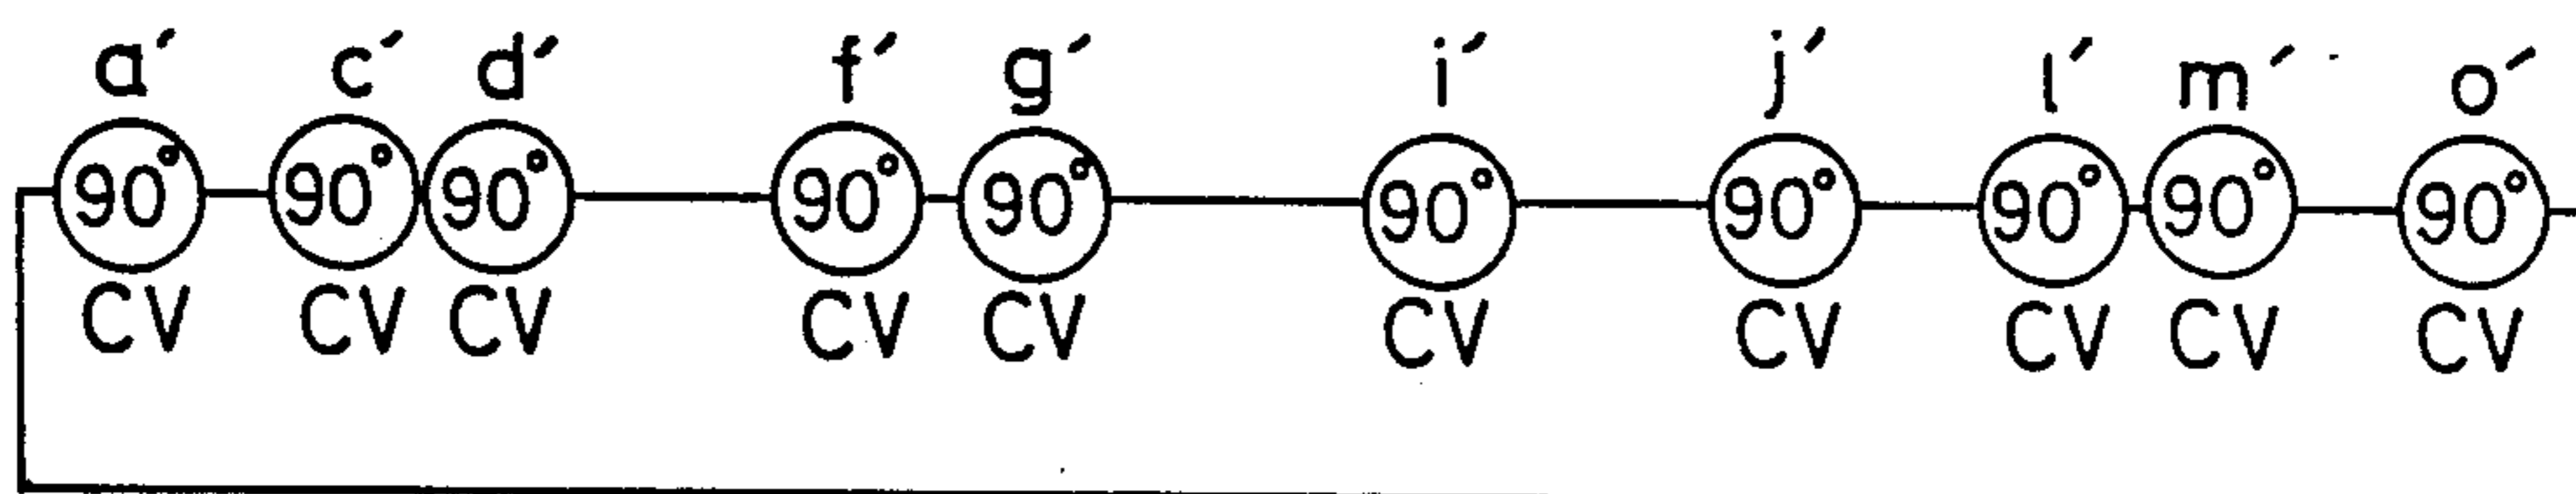 a′ c′ d′ f′ g′ i′ j′ l′ m′ o′
90° 90° 90° 90° 90° 90° 90° 90° 90° 90°
CV CV CV CV CV CV CV CV CV CV